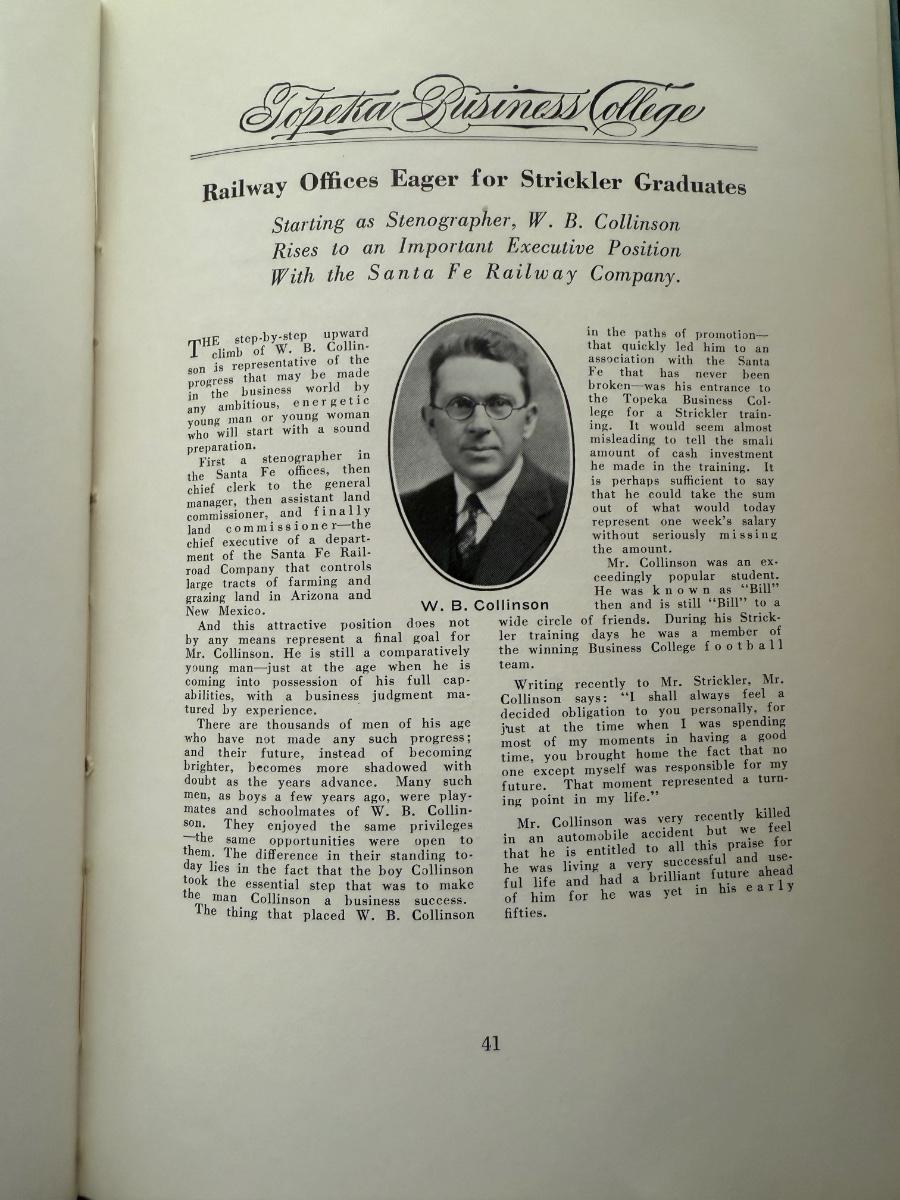 Topeka Business College
Railway Offices Eager for Strickler Graduates
Starting as Stenographer, W. B. Collinson
Rises to an Important Executive Position
With the Santa Fe Railway Company.
THE step-by-step upward
climb of W. B. Collin-
son is representative of the
progress that may be made
in the business world by
any ambitious, energetic
young man or young woman
who will start with a sound
preparation.
First a stenographer in
the Santa Fe offices, then
chief clerk to the general
manager, then assistant land
commissioner, and finally
land commissioner—the
chief executive of a depart-
ment of the Santa Fe Rail-
road Company that controls
large tracts of farming and
grazing land in Arizona and
New Mexico.
And this attractive position does not
by any means represent a final goal for
Mr. Collinson. He is still a comparatively
young man—just at the age when he is
coming into possession of his full cap-
abilities, with a business judgment ma-
tured by experience.
There are thousands of men of his age
who have not made any such progress;
and their future, instead of becoming
brighter, becomes more shadowed with
doubt as the years advance. Many such
men, as boys a few years ago, were play-
mates and schoolmates of W. B. Collin-
son. They enjoyed the same privileges
—the same opportunities were open to
them. The difference in their standing to-
day lies in the fact that the boy Collinson
took the essential step that was to make
the man Collinson a business success.
The thing that placed W. B. Collinson
W. B. Collinson
in the paths of promotion—
that quickly led him to an
association with the Santa
Fe that has never been
broken—was his entrance to
the Topeka Business Col-
lege for a Strickler train-
ing. It would seem almost
misleading to tell the small
amount of cash investment
he made in the training. It
is perhaps sufficient to say
that he could take the sum
out of what would today
represent one week's salary
without seriously missing
the amount.
Mr. Collinson was an ex-
ceedingly popular student.
He was known as "Bill"
then and is still "Bill" to a
wide circle of friends. During his Strick-
ler training days he was a member of
the winning Business College football
team.
Writing recently to Mr. Strickler, Mr.
Collinson says: "I shall always feel a
decided obligation to you personally, for
just at the time when I was spending
most of my moments in having a good
time, you brought home the fact that no
one except myself was responsible for my
future. That moment represented a turn-
ing point in my life."
Mr. Collinson was very recently killed
in an automobile accident but we feel
that he is entitled to all this praise for
he was living a very successful and use-
ful life and had a brilliant future ahead
of him for he was yet in his early
fifties.
41